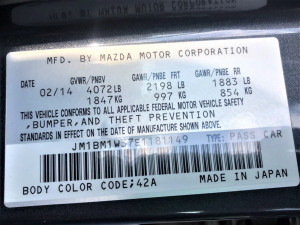 MFD. BY MAZDA MOTOR CORPORATION
GVWR/PNBV GAWR/PNBE FRT GAWR/PNBE RR
02/14 4072LB 2198 LB 1883 LB
1847KG 997 KG 854 KG
THIS VEHICLE CONFORMS TO ALL APPLICABLE FEDERAL MOTOR VEHICLE SAFETY
, BUMPER, AND THEFT PREVENTION
STANDARDS IN EFFECT ON THE DATE OF MANUFACTURE SHOWN ABOVE.
JM1BM1W37E1181149 TYPE: PASS CAR
BODY COLOR CODE:42A MADE IN JAPAN